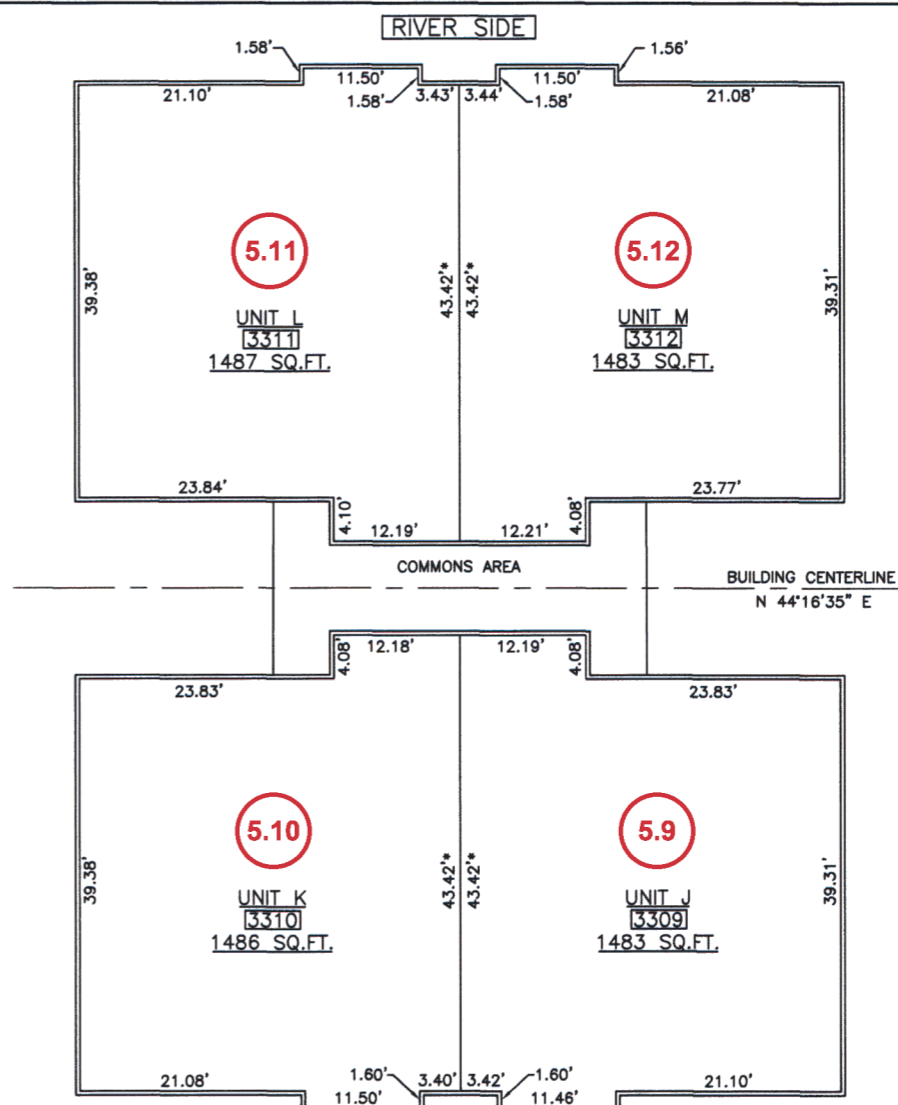 RIVER SIDE
1.58' 1.56'
11.50' 11.50'
21.10' 1.58' 3.43' 3.44' 1.58' 21.08'
5.11 5.12
39.38' 43.42'* 43.42'* 39.31'
UNIT L UNIT M
3311 3312
1487 SQ.FT. 1483 SQ.FT.
23.84' 23.77'
4.10' 4.08'
12.19' 12.21'
COMMONS AREA
BUILDING CENTERLINE
N 44°16'35" E
4.08' 12.18' 12.19' 4.08'
23.83' 23.83'
5.10 5.9
39.38' 43.42'* 43.42'* 39.31'
UNIT K UNIT J
3310 3309
1486 SQ.FT. 1483 SQ.FT.
21.08' 1.60' 3.40' 3.42' 1.60' 21.10'
11.50' 11.46'